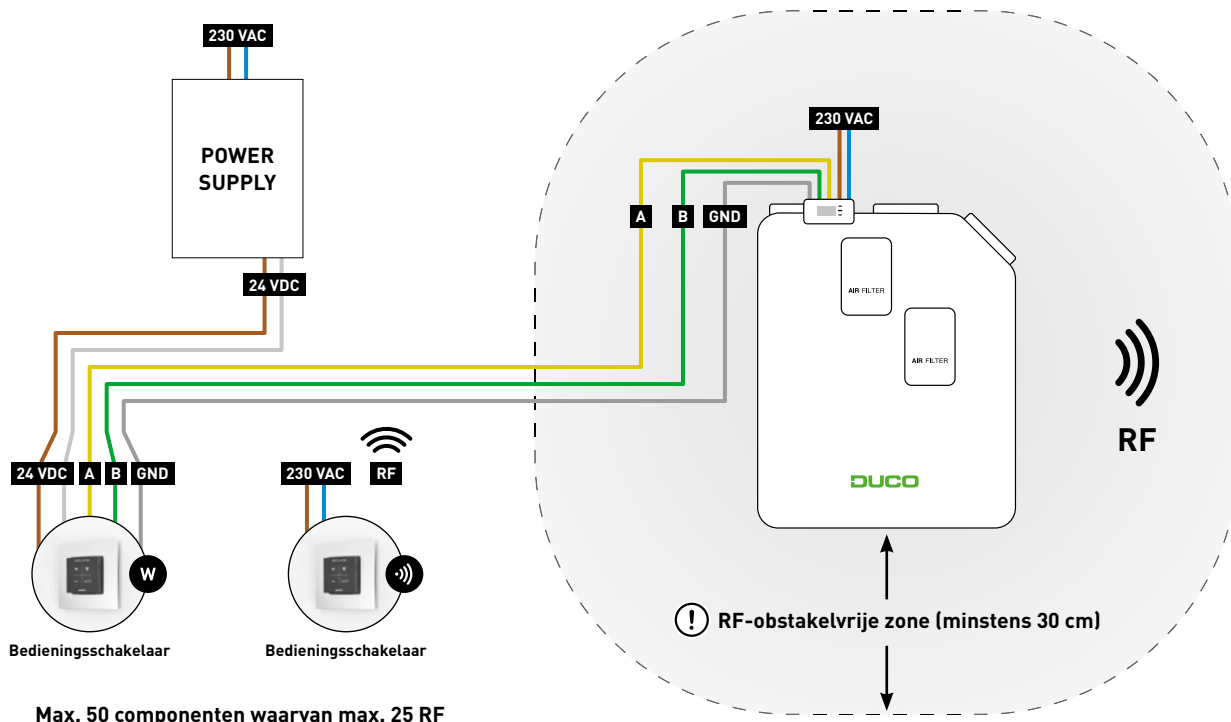 230 VAC
POWER
SUPPLY
24 VDC
230 VAC
A
B
GND
AIR FILTER
AIR FILTER
RF
DUCO
24 VDC
A
B
GND
230 VAC
RF
W
Bedieningsschakelaar
Bedieningsschakelaar
! RF-obstakelvrije zone (minstens 30 cm)
Max. 50 componenten waarvan max. 25 RF